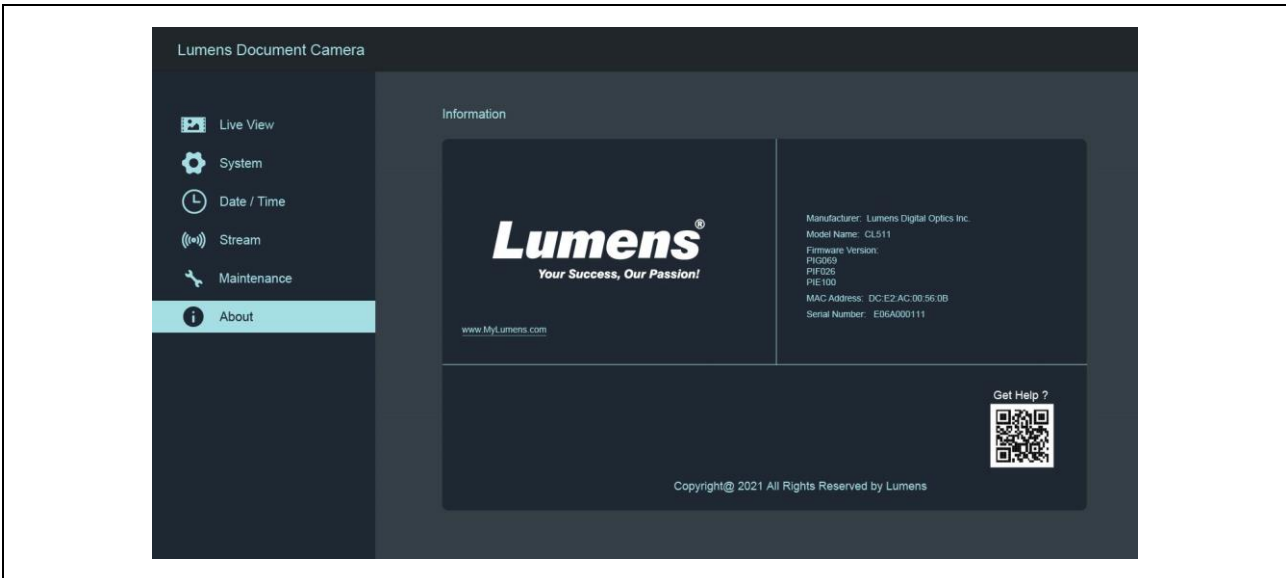 Lumens Document Camera
Live View
System
Date / Time
Stream
Maintenance
About
Information
Lumens®
Your Success, Our Passion!
www.MyLumens.com
Manufacturer: Lumens Digital Optics Inc.
Model Name: CL511
Firmware Version:
PIG069
PIF026
PIE100
MAC Address: DC:E2:AC:00:56:0B
Serial Number: E06A000111
Get Help ?
Copyright@ 2021 All Rights Reserved by Lumens